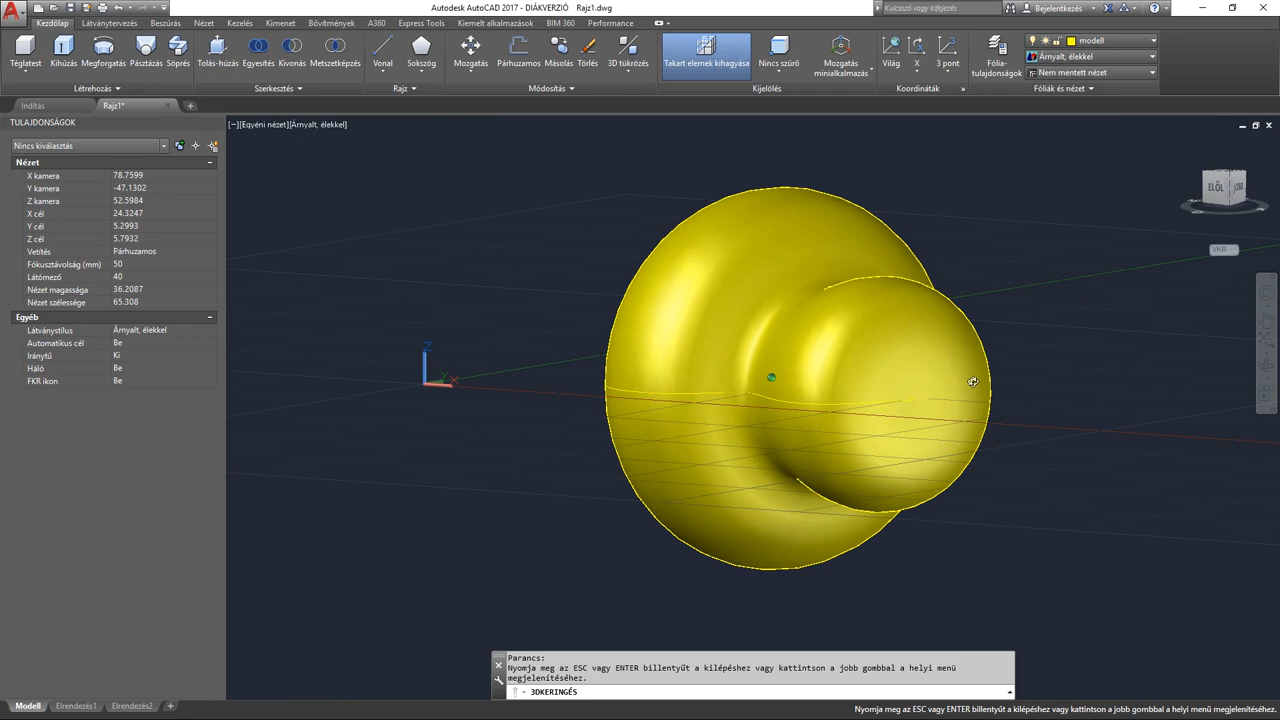 Autodesk AutoCAD 2017 - DIÁKVERZIÓ Rajz1.dwg
Kulcsszó vagy kifejezés
Bejelentkezés
Kezdőlap Látványtervezés Beszúrás Nézet Kezelés Kimenet Bővítmények A360 Express Tools Kiemelt alkalmazások BIM 360 Performance
Téglatest Kihúzás Megforgatás Pásztázás Söprés
Tolás-húzás Egyesítés Kivonás Metszetképzés
Vonal Sokszög
Mozgatás Párhuzamos Másolás Törlés 3D tükrözés
Takart elemek kihagyása Nincs szűrő Mozgatás minialkalmazás
Világ X 3 pont
Fólia-tulajdonságok
modell
Árnyalt, élekkel
Nem mentett nézet
Létrehozás Szerkesztés Rajz Módosítás Kijelölés Koordináták Fóliák és nézet
Indítás Rajz1*
TULAJDONSÁGOK
Nincs kiválasztás
Nézet
X kamera 78.7599
Y kamera -47.1302
Z kamera 52.5984
X cél 24.3247
Y cél 5.2993
Z cél 5.7932
Vetítés Párhuzamos
Fókusztávolság (mm) 50
Látómező 40
Nézet magassága 36.2087
Nézet szélessége 65.308
Egyéb
Látványstílus Árnyalt, élekkel
Automatikus cél Be
Iránytű Ki
Háló Be
FKR ikon Be
[−][Egyéni nézet][Árnyalt, élekkel]
ELÖL
VKR
Z
Y
X
Parancs:
Nyomja meg az ESC vagy ENTER billentyűt a kilépéshez vagy kattintson a jobb gombbal a helyi menü
megjelenítéséhez.
3DKERINGÉS
Modell Elrendezés1 Elrendezés2
Nyomja meg az ESC vagy ENTER billentyűt a kilépéshez vagy kattintson a jobb gombbal a helyi menü megjelenítéséhez.